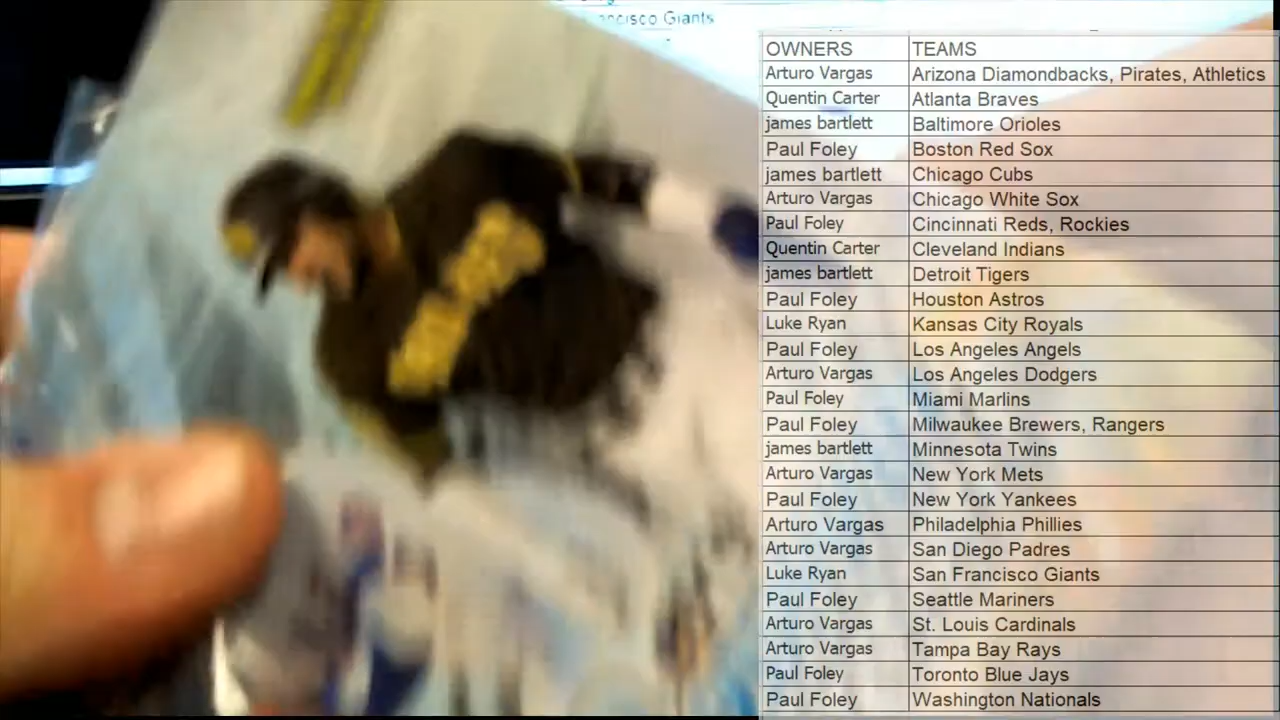 ncisco Giants
OWNERS TEAMS
Arturo Vargas Arizona Diamondbacks, Pirates, Athletics
Quentin Carter Atlanta Braves
james bartlett Baltimore Orioles
Paul Foley Boston Red Sox
james bartlett Chicago Cubs
Arturo Vargas Chicago White Sox
Paul Foley Cincinnati Reds, Rockies
Quentin Carter Cleveland Indians
james bartlett Detroit Tigers
Paul Foley Houston Astros
Luke Ryan Kansas City Royals
Paul Foley Los Angeles Angels
Arturo Vargas Los Angeles Dodgers
Paul Foley Miami Marlins
Paul Foley Milwaukee Brewers, Rangers
james bartlett Minnesota Twins
Arturo Vargas New York Mets
Paul Foley New York Yankees
Arturo Vargas Philadelphia Phillies
Arturo Vargas San Diego Padres
Luke Ryan San Francisco Giants
Paul Foley Seattle Mariners
Arturo Vargas St. Louis Cardinals
Arturo Vargas Tampa Bay Rays
Paul Foley Toronto Blue Jays
Paul Foley Washington Nationals